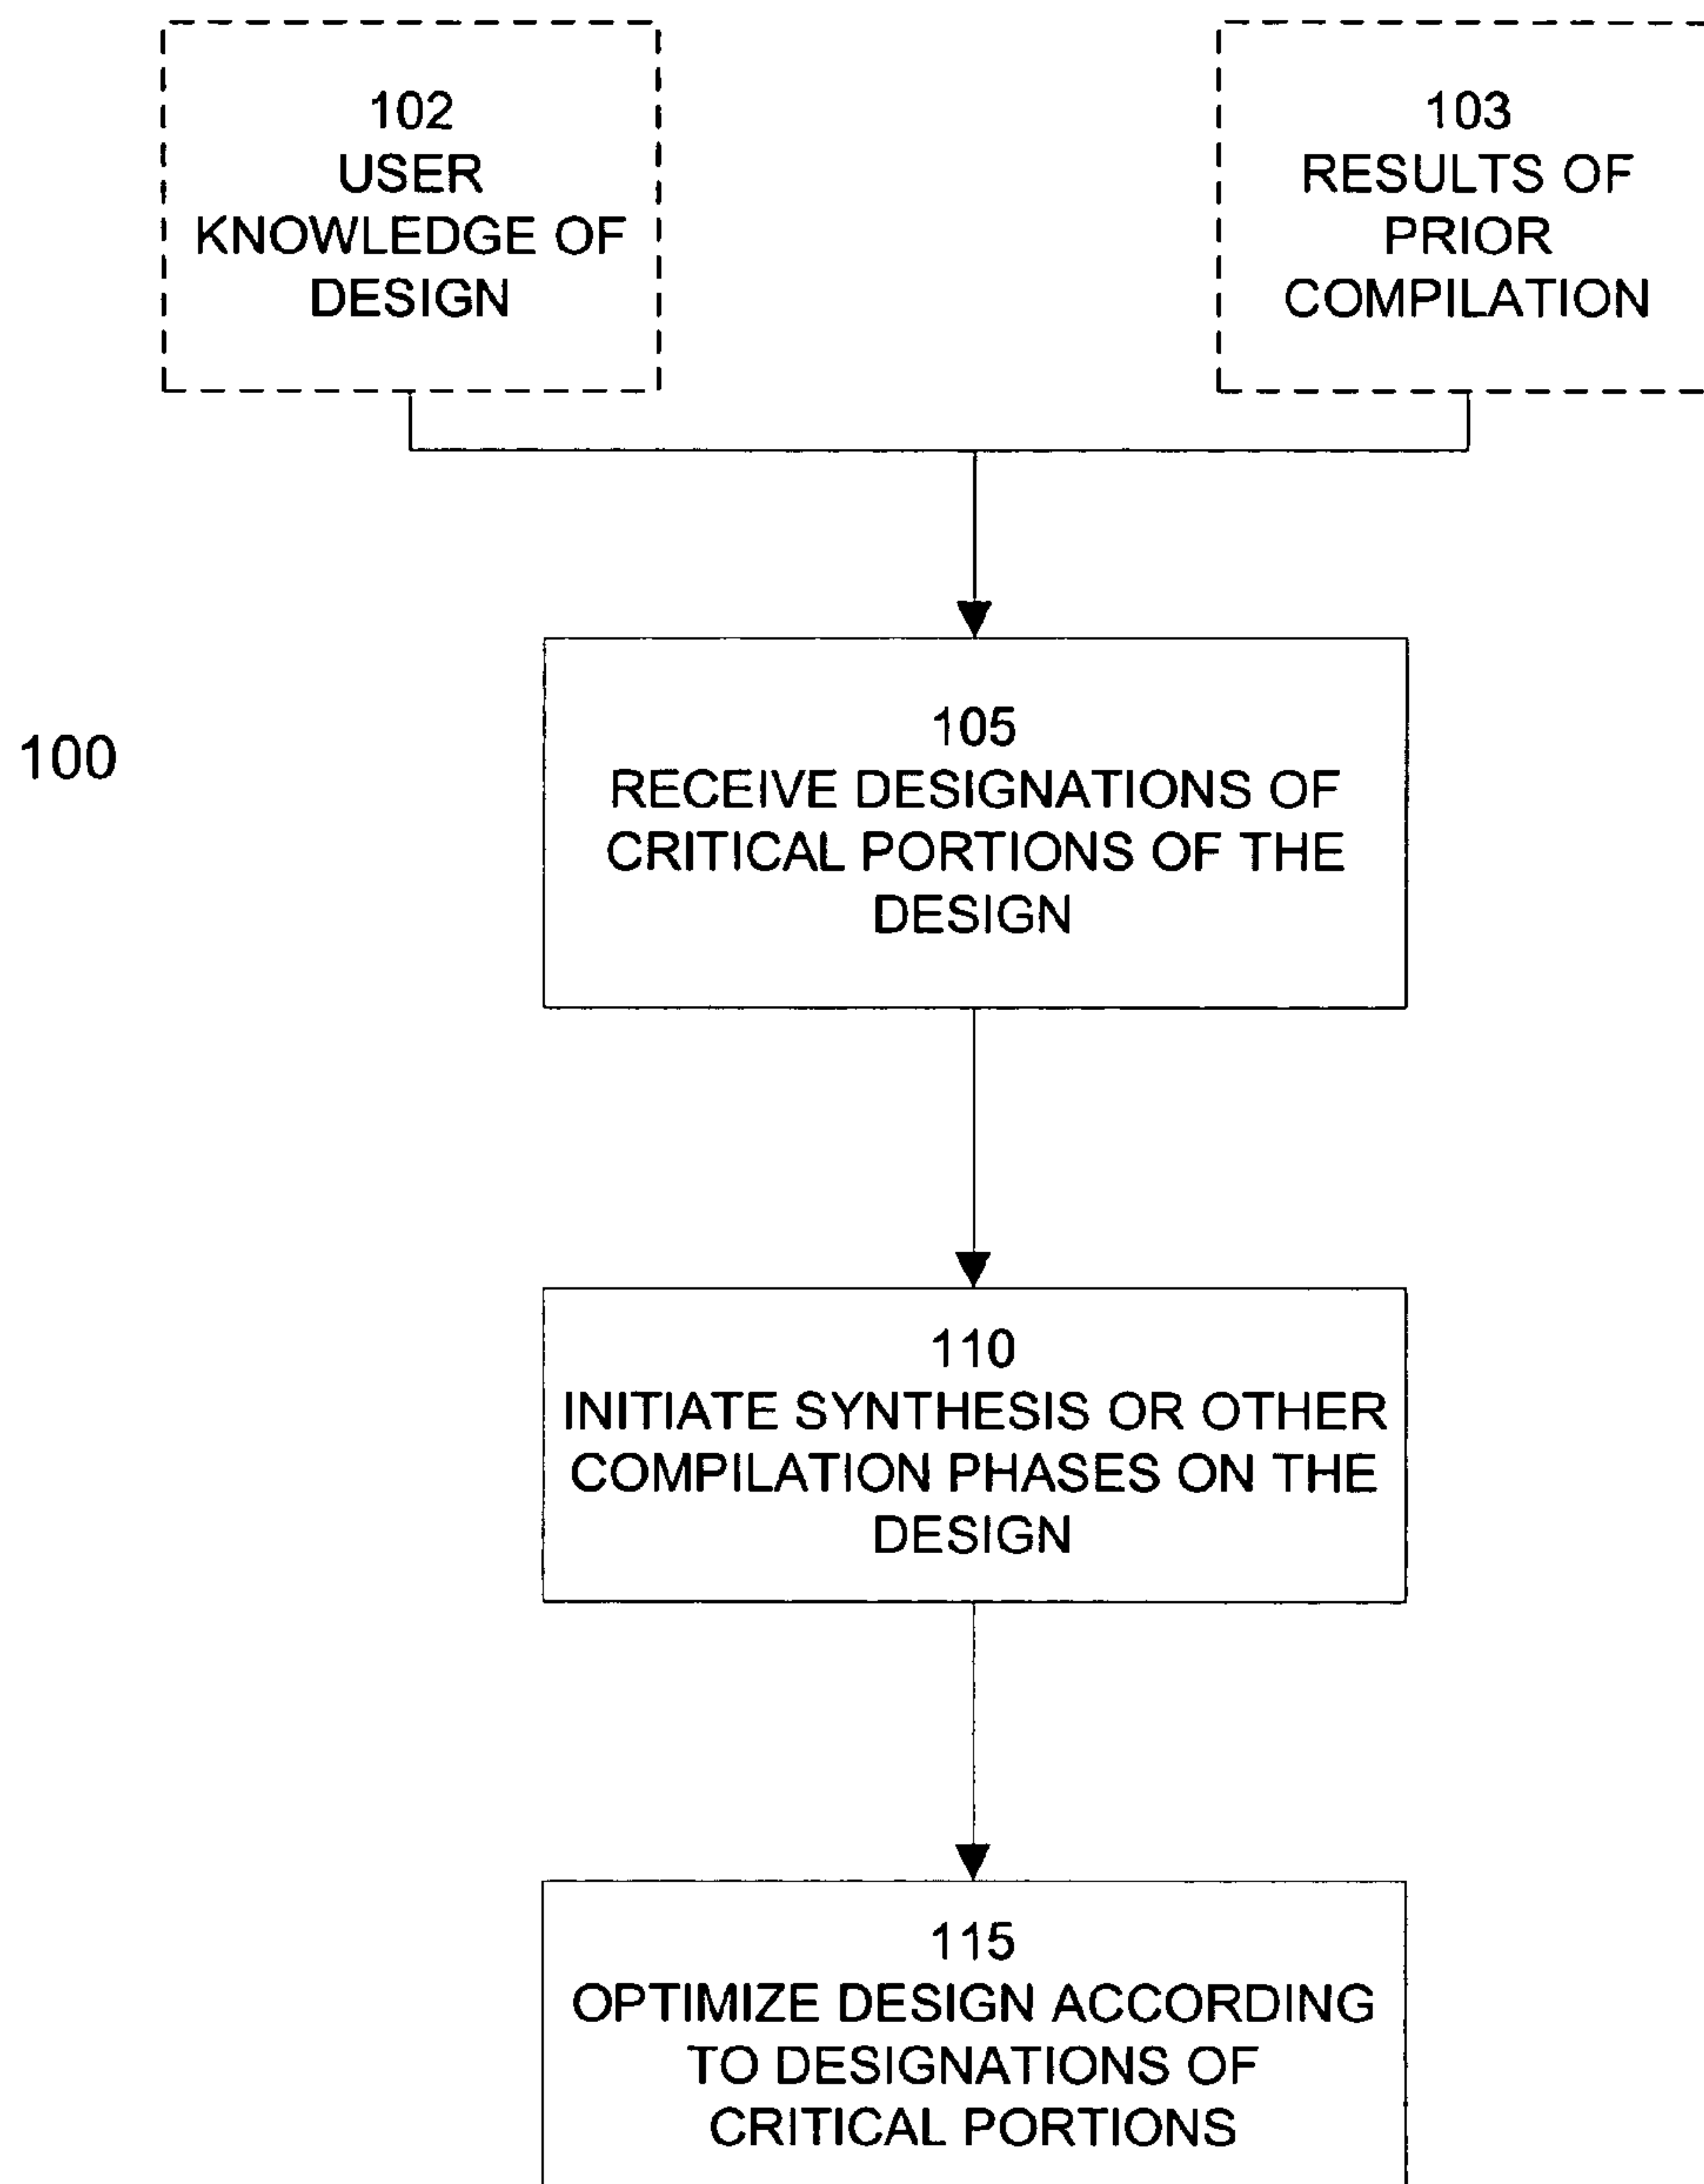 102
USER
KNOWLEDGE OF
DESIGN
103
RESULTS OF
PRIOR
COMPILATION
100
105
RECEIVE DESIGNATIONS OF
CRITICAL PORTIONS OF THE
DESIGN
110
INITIATE SYNTHESIS OR OTHER
COMPILATION PHASES ON THE
DESIGN
115
OPTIMIZE DESIGN ACCORDING
TO DESIGNATIONS OF
CRITICAL PORTIONS